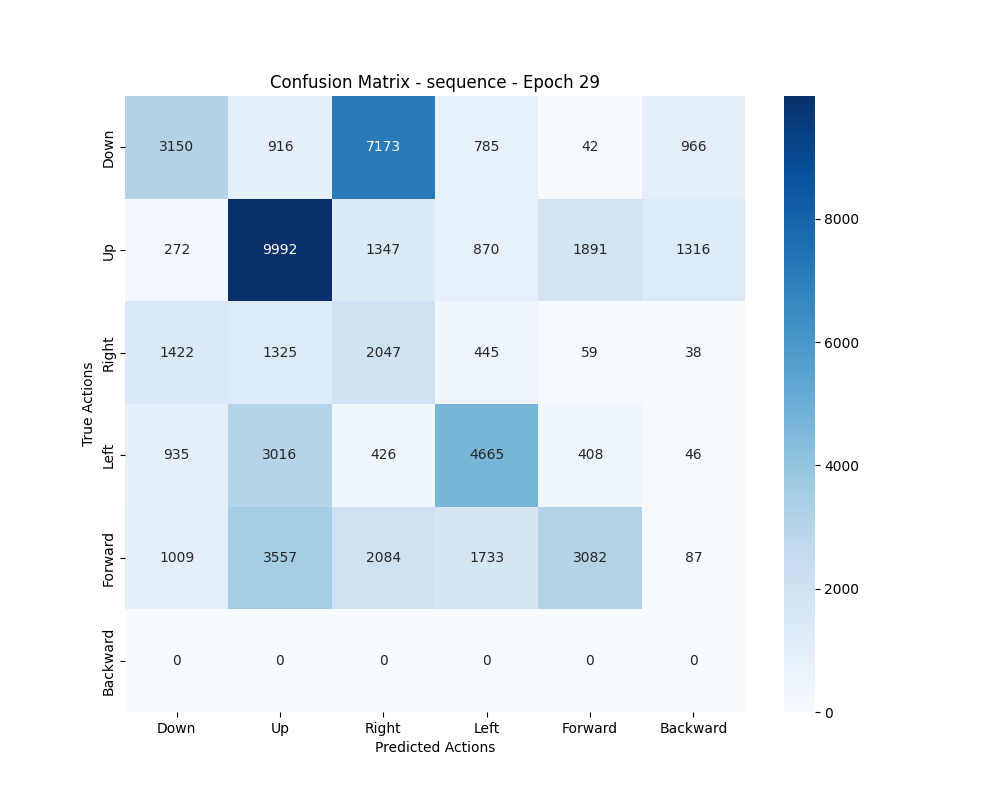 Confusion Matrix - sequence - Epoch 29
True Actions
Down 3150 916 7173 785 42 966
Up 272 9992 1347 870 1891 1316
Right 1422 1325 2047 445 59 38
Left 935 3016 426 4665 408 46
Forward 1009 3557 2084 1733 3082 87
Backward 0 0 0 0 0 0
Down Up Right Left Forward Backward
Predicted Actions
8000
6000
4000
2000
0